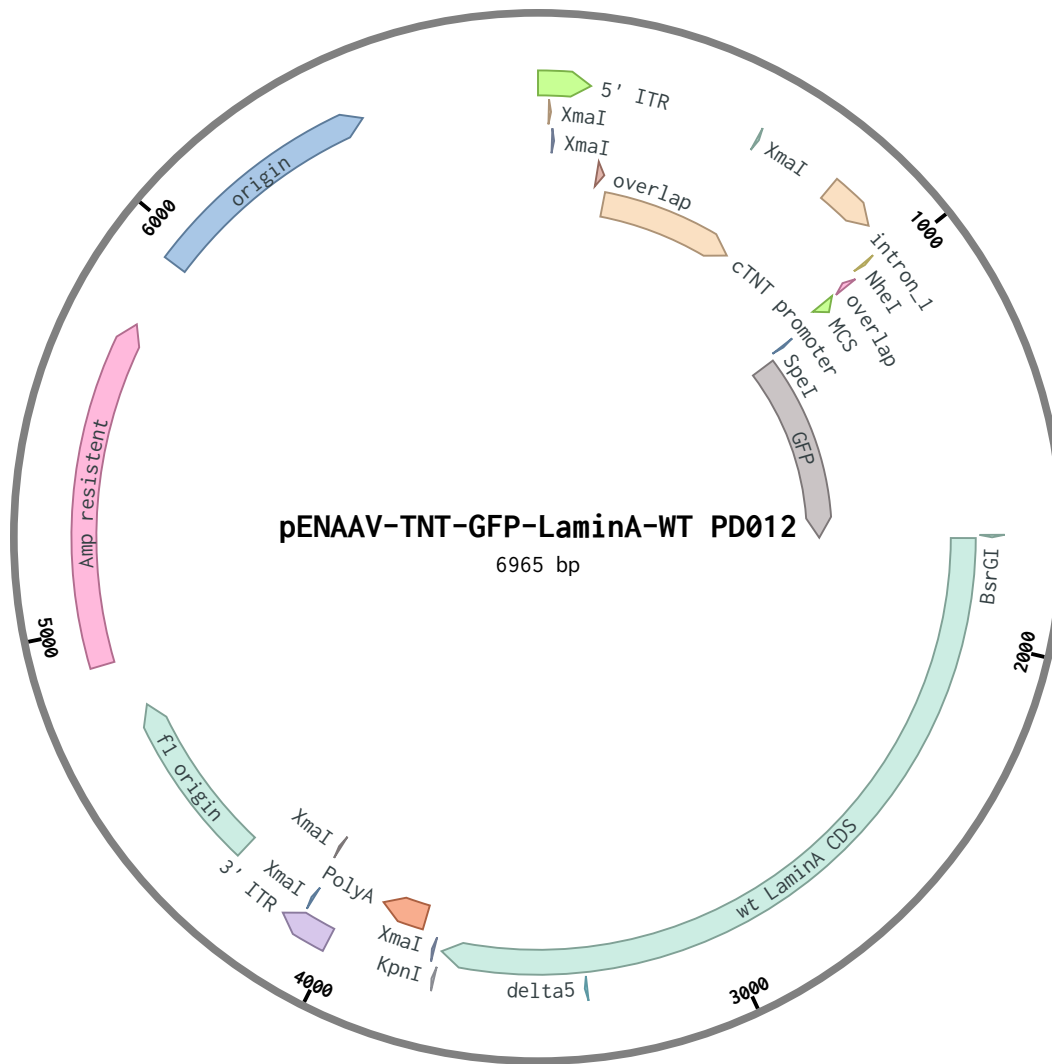 5' ITR
XmaI
XmaI
overlap
cTNT promoter
XmaI
intron_1
1000
NheI
overlap
MCS
SpeI
GFP
pENAAV-TNT-GFP-LaminA-WT PD012
6965 bp
BsrGI
2000
wt LaminA CDS
3000
delta5
KpnI
XmaI
PolyA
XmaI
4000
XmaI
3' ITR
f1 origin
5000
Amp resistent
6000
origin